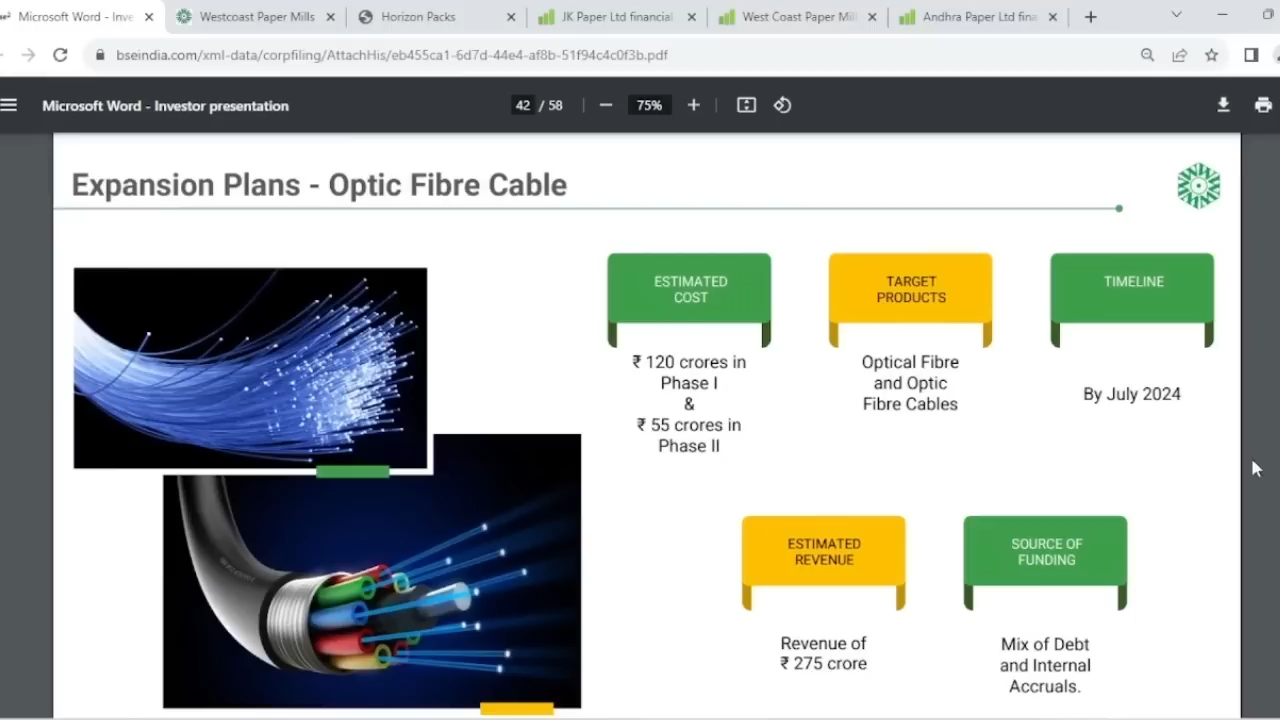 Microsoft Word - Inve
Westcoast Paper Mills
Horizon Packs
JK Paper Ltd financial
West Coast Paper Mil
Andhra Paper Ltd fina
bseindia.com/xml-data/corpfiling/AttachHis/eb455ca1-6d7d-44e4-af8b-51f94c4c0f3b.pdf
Microsoft Word - Investor presentation
42 / 58
75%
Expansion Plans - Optic Fibre Cable
ESTIMATED
COST
₹ 120 crores in
Phase I
&
₹ 55 crores in
Phase II
TARGET
PRODUCTS
Optical Fibre
and Optic
Fibre Cables
TIMELINE
By July 2024
ESTIMATED
REVENUE
Revenue of
₹ 275 crore
SOURCE OF
FUNDING
Mix of Debt
and Internal
Accruals.